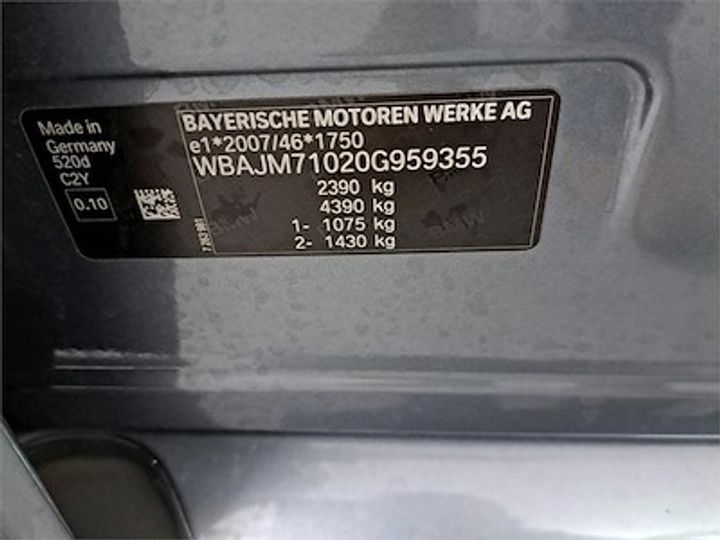 Made in
Germany
520d
C2Y
0.10
BAYERISCHE MOTOREN WERKE AG
e1*2007/46*1750
WBAJM71020G959355
2390 kg
4390 kg
1- 1075 kg
2- 1430 kg